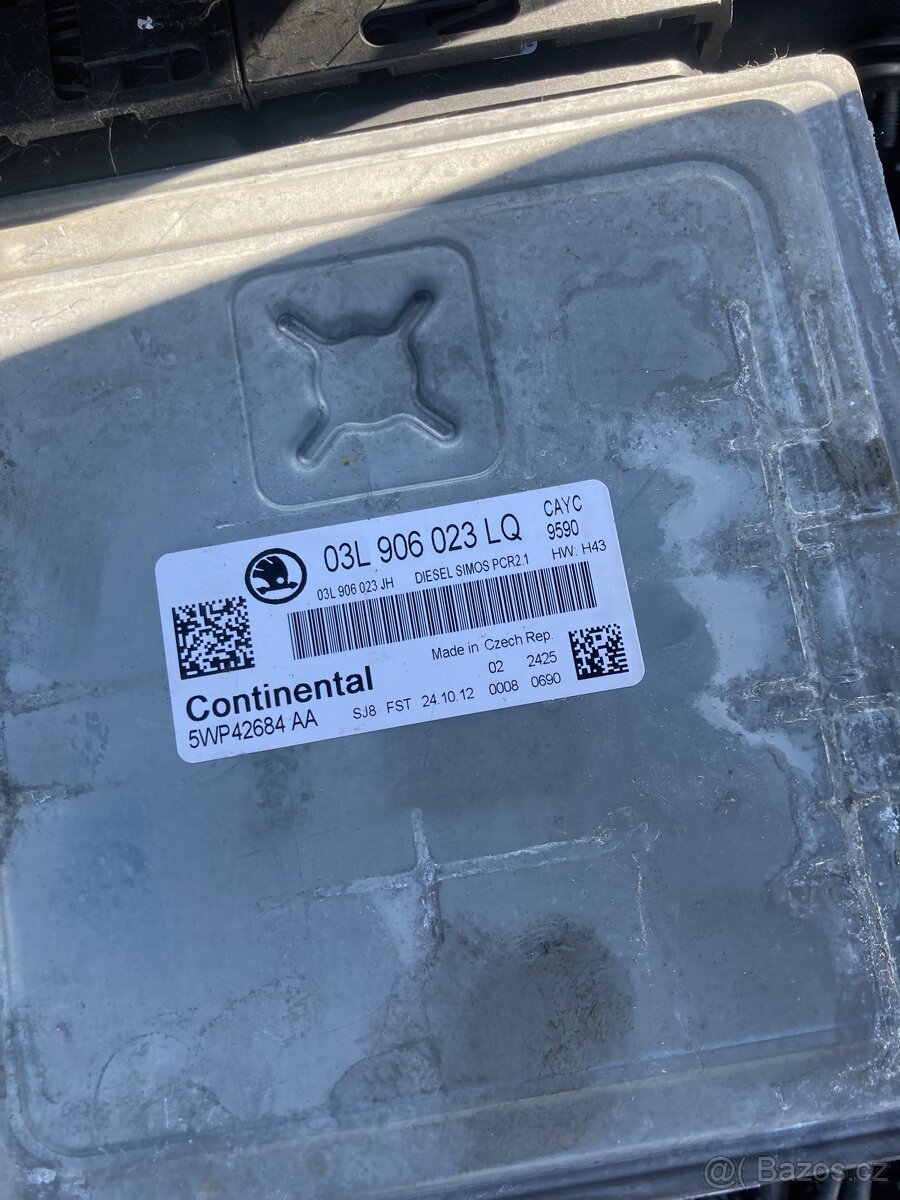 03L 906 023 LQ CAYC
9590
03L 906 023 JH DIESEL SIMOS PCR2.1 HW: H43
Made in Czech Rep.
Continental 02 2425
5WP42684 AA SJ8 FST 24.10.12 0008 0690
@( Bazos.cz